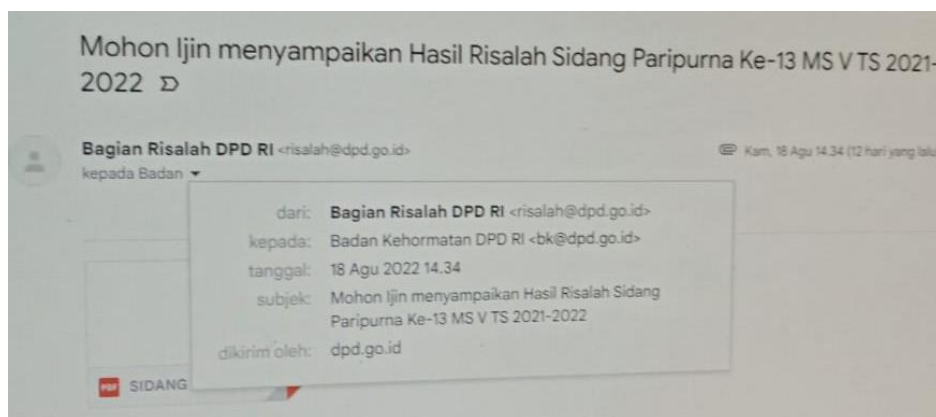 Mohon Ijin menyampaikan Hasil Risalah Sidang Paripurna Ke-13 MS V TS 2021-
2022
Bagian Risalah DPD RI <risalah@dpd.go.id>
Kam, 18 Agu 14.34 (12 hari yang lalu
kepada Badan
dari: Bagian Risalah DPD RI <risalah@dpd.go.id>
kepada: Badan Kehormatan DPD RI <bk@dpd.go.id>
tanggal: 18 Agu 2022 14.34
subjek: Mohon Ijin menyampaikan Hasil Risalah Sidang
Paripurna Ke-13 MS V TS 2021-2022
dikirim oleh: dpd.go.id
PDF SIDANG